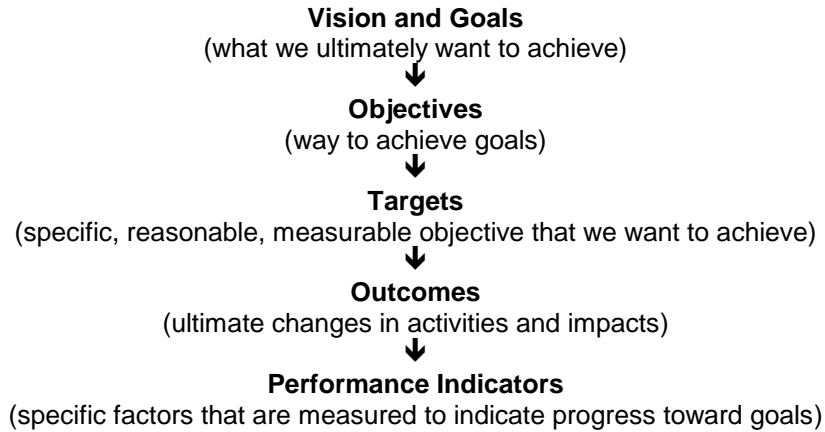 Vision and Goals
(what we ultimately want to achieve)
Objectives
(way to achieve goals)
Targets
(specific, reasonable, measurable objective that we want to achieve)
Outcomes
(ultimate changes in activities and impacts)
Performance Indicators
(specific factors that are measured to indicate progress toward goals)